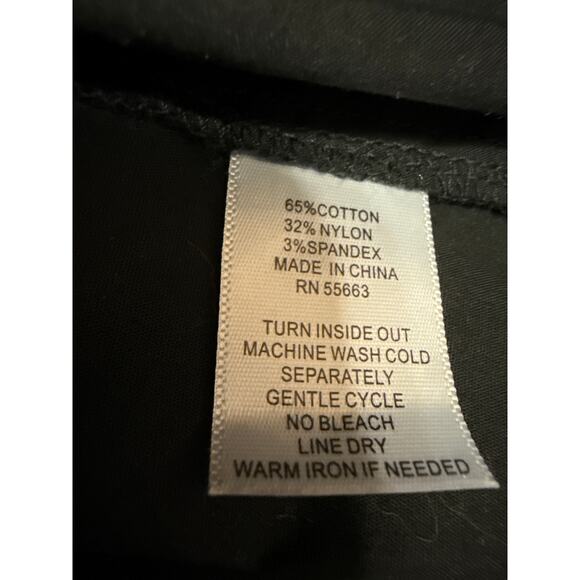 65%COTTON
32% NYLON
3%SPANDEX
MADE IN CHINA
RN 55663
TURN INSIDE OUT
MACHINE WASH COLD
SEPARATELY
GENTLE CYCLE
NO BLEACH
LINE DRY
WARM IRON IF NEEDED